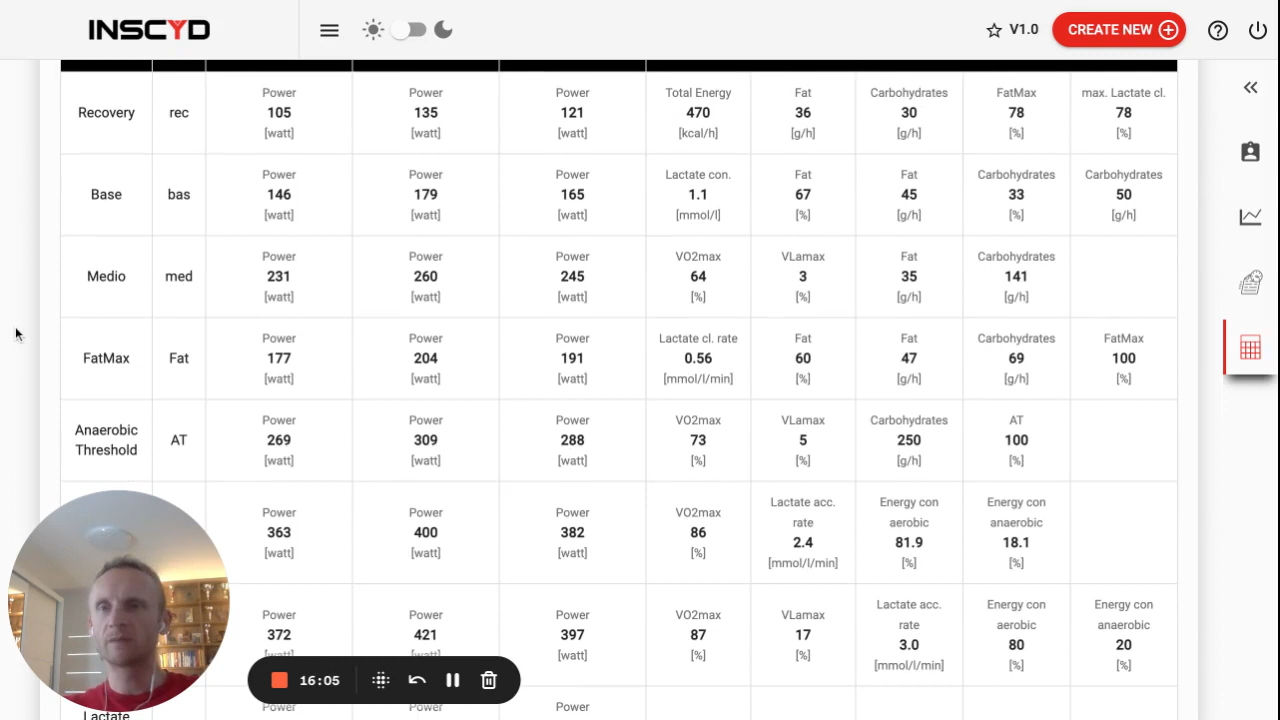 INSCYD
V1.0
CREATE NEW
Recovery rec Power 105 [watt] Power 135 [watt] Power 121 [watt] Total Energy 470 [kcal/h] Fat 36 [g/h] Carbohydrates 30 [g/h] FatMax 78 [%] max. Lactate cl. 78 [%]
Base bas Power 146 [watt] Power 179 [watt] Power 165 [watt] Lactate con. 1.1 [mmol/l] Fat 67 [%] Fat 45 [g/h] Carbohydrates 33 [%] Carbohydrates 50 [g/h]
Medio med Power 231 [watt] Power 260 [watt] Power 245 [watt] VO2max 64 [%] VLamax 3 [%] Fat 35 [g/h] Carbohydrates 141 [g/h]
FatMax Fat Power 177 [watt] Power 204 [watt] Power 191 [watt] Lactate cl. rate 0.56 [mmol/l/min] Fat 60 [%] Fat 47 [g/h] Carbohydrates 69 [g/h] FatMax 100 [%]
Anaerobic Threshold AT Power 269 [watt] Power 309 [watt] Power 288 [watt] VO2max 73 [%] VLamax 5 [%] Carbohydrates 250 [g/h] AT 100 [%]
Power 363 [watt] Power 400 [watt] Power 382 [watt] VO2max 86 [%] Lactate acc. rate 2.4 [mmol/l/min] Energy con aerobic 81.9 [%] Energy con anaerobic 18.1 [%]
Power 372 [watt] Power 421 [watt] Power 397 [watt] VO2max 87 [%] VLamax 17 [%] Lactate acc. rate 3.0 [mmol/l/min] Energy con aerobic 80 [%] Energy con anaerobic 20 [%]
16:05
Lactate Power Power Power